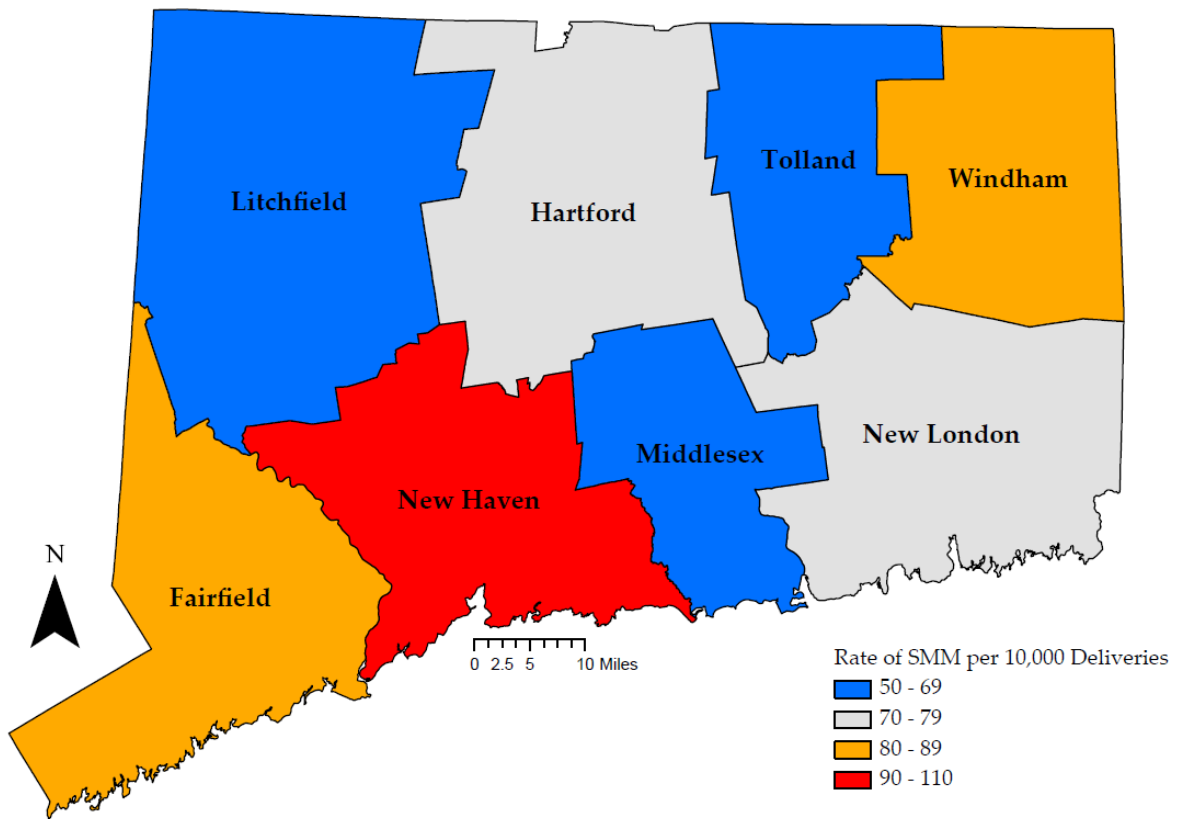 Litchfield
Hartford
Tolland
Windham
New Haven
Middlesex
New London
Fairfield
N
0 2.5 5 10 Miles
Rate of SMM per 10,000 Deliveries
50 - 69
70 - 79
80 - 89
90 - 110